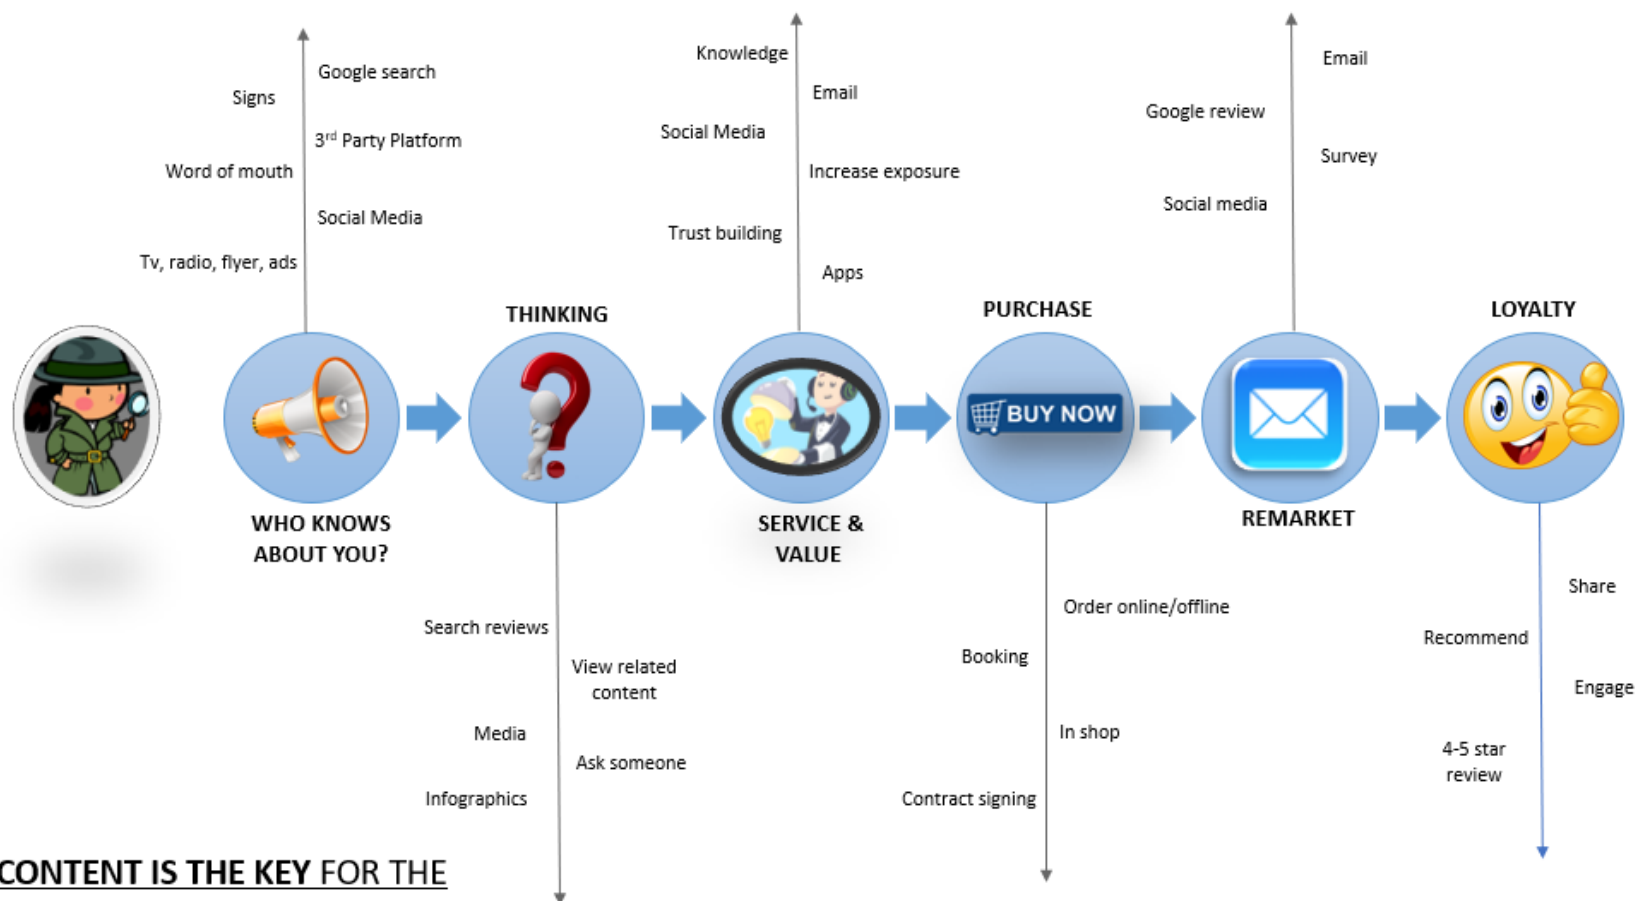 Google search
Signs
3rd Party Platform
Word of mouth
Social Media
Tv, radio, flyer, ads
WHO KNOWS
ABOUT YOU?
THINKING
Search reviews
View related
content
Media
Ask someone
Infographics
Knowledge
Email
Social Media
Increase exposure
Trust building
Apps
SERVICE &
VALUE
PURCHASE
BUY NOW
Order online/offline
Booking
In shop
Contract signing
Email
Google review
Survey
Social media
REMARKET
LOYALTY
Share
Recommend
Engage
4-5 star
review
CONTENT IS THE KEY FOR THE